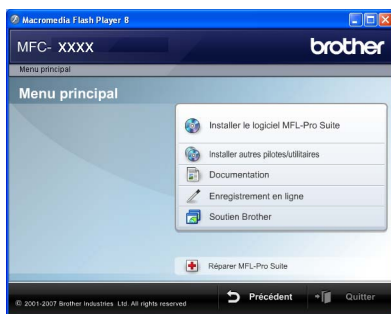 Macromedia Flash Player 8
MFC- XXXX
brother
Menu principal
Menu principal
Installer le logiciel MFL-Pro Suite
Installer autres pilotes/utilitaires
Documentation
Enregistrement en ligne
Soutien Brother
Réparer MFL-Pro Suite
© 2001-2007 Brother Industries Ltd. All rights reserved
Précédent
Quitter